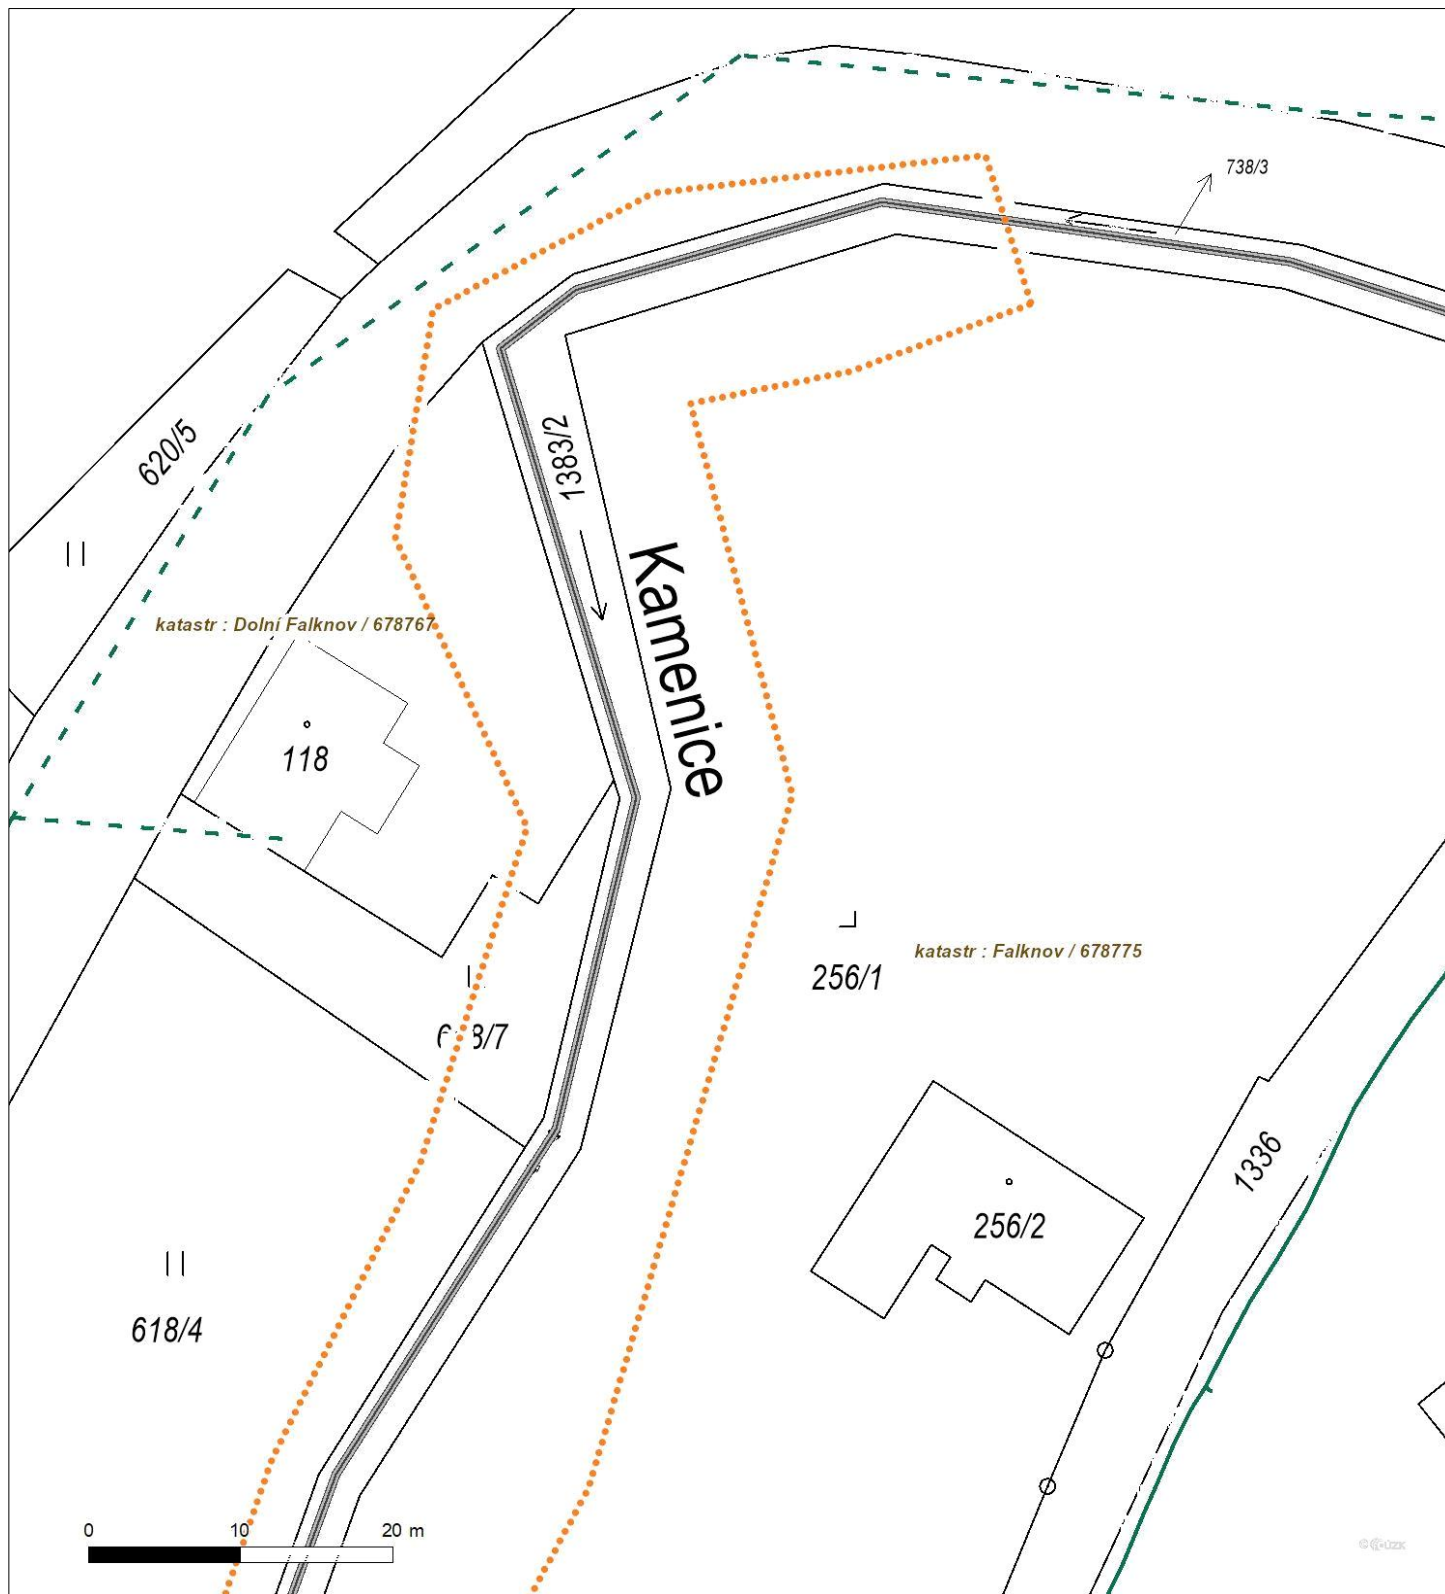 738/3
1383/2
620/5
Kamenice
katastr : Dolní Falknov / 678767
118
katastr : Falknov / 678775
256/1
1336
256/2
618/4
0 10 20 m